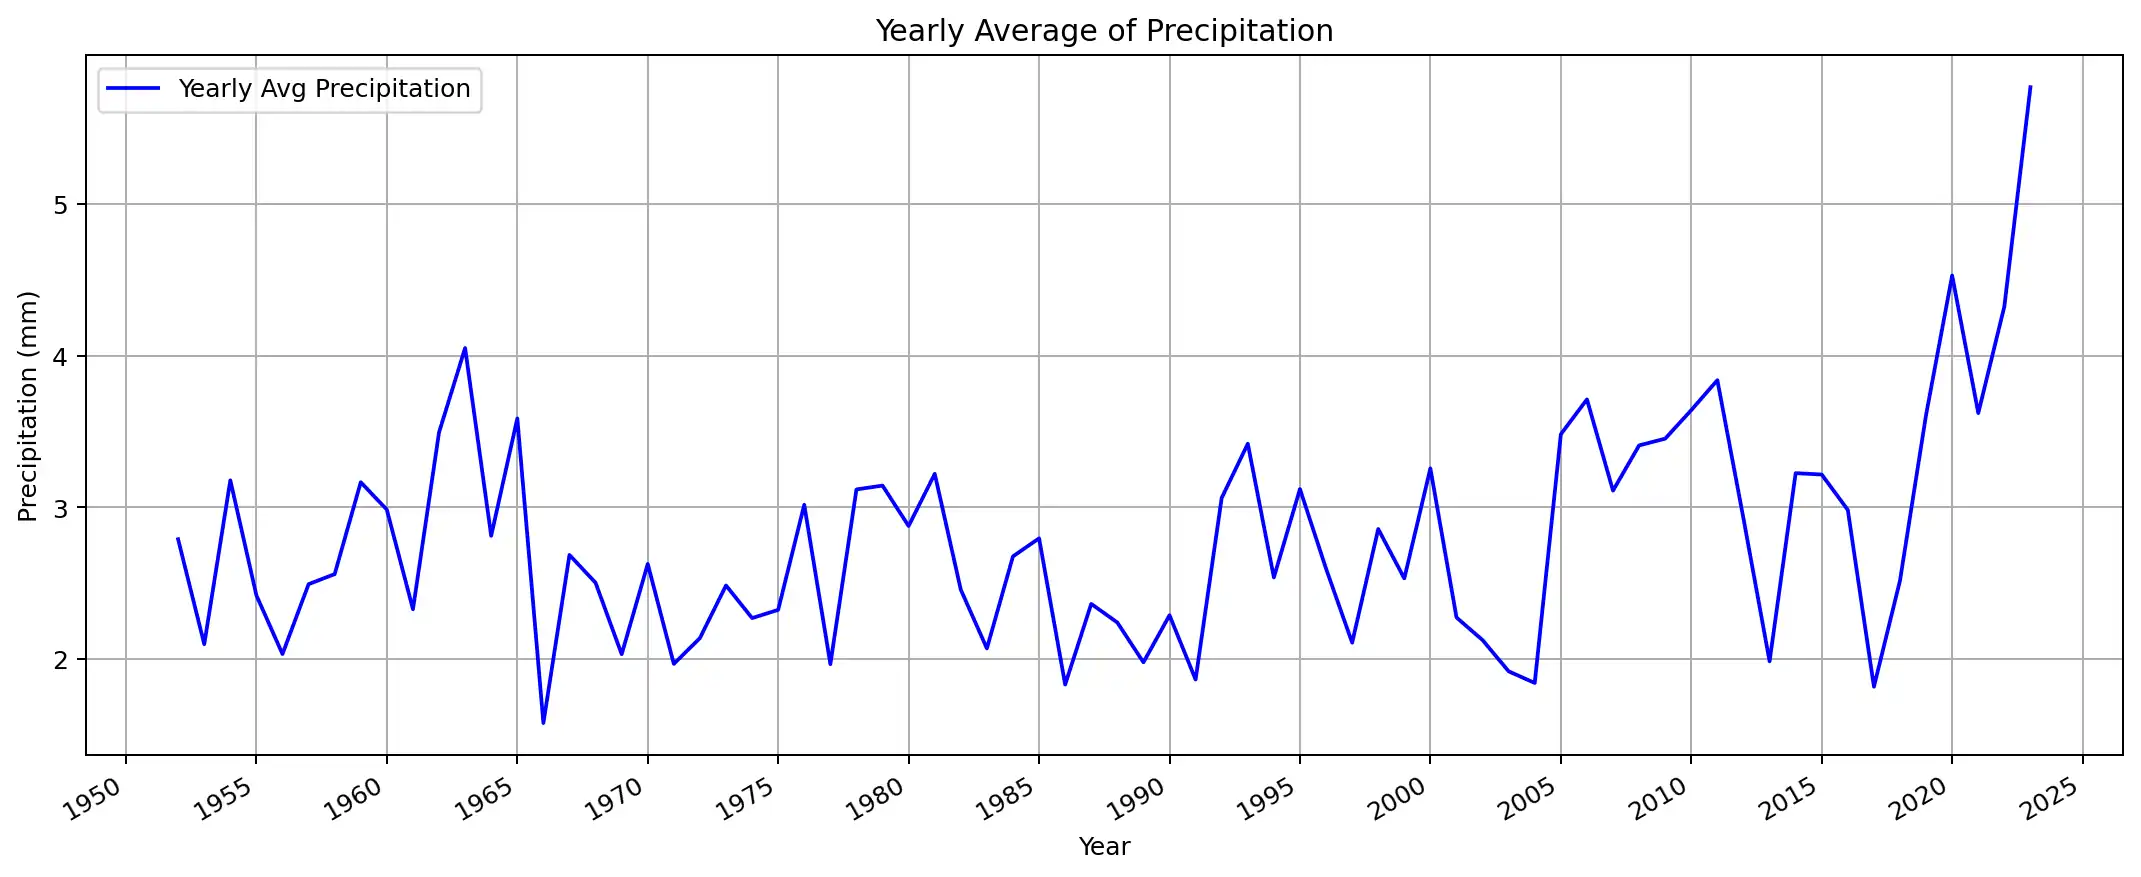 Yearly Average of Precipitation
Yearly Avg Precipitation
Precipitation (mm)
5
4
3
2
1950 1955 1960 1965 1970 1975 1980 1985 1990 1995 2000 2005 2010 2015 2020 2025
Year